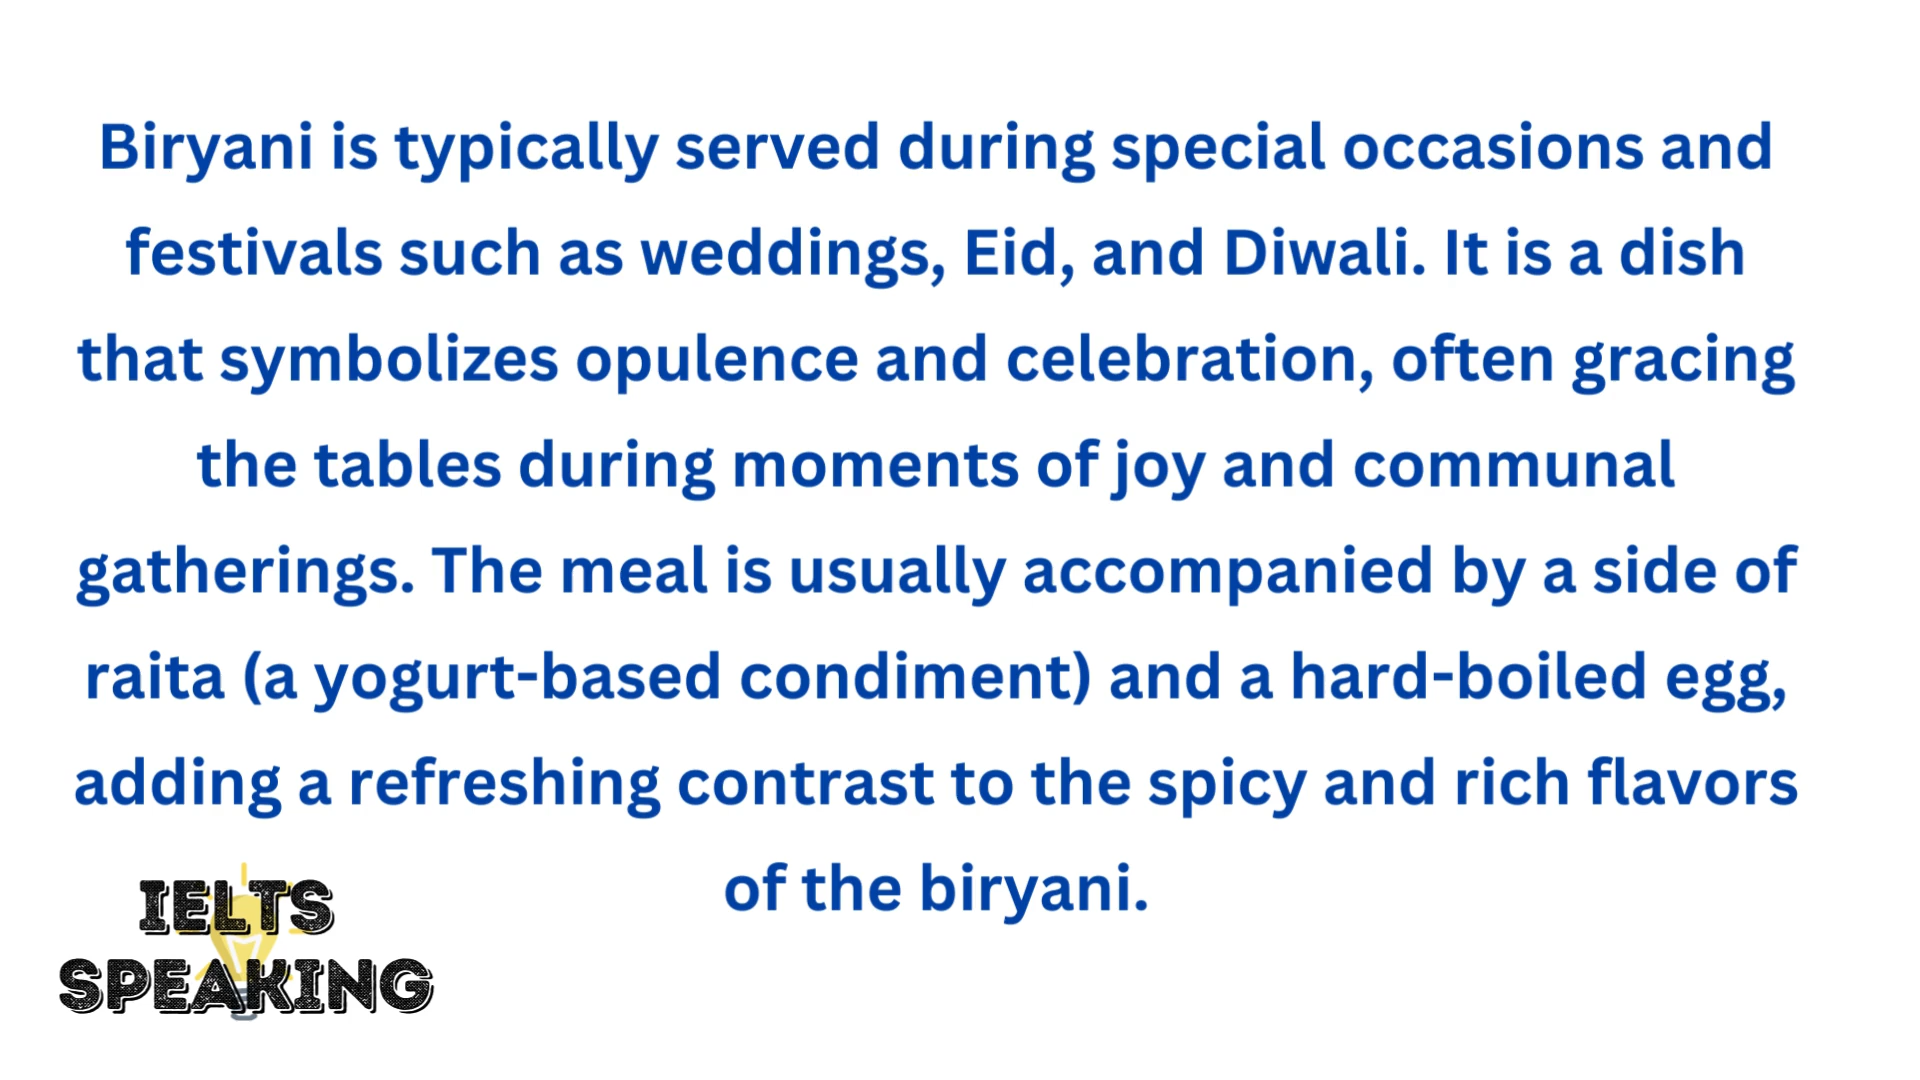 Biryani is typically served during special occasions and
festivals such as weddings, Eid, and Diwali. It is a dish
that symbolizes opulence and celebration, often gracing
the tables during moments of joy and communal
gatherings. The meal is usually accompanied by a side of
raita (a yogurt-based condiment) and a hard-boiled egg,
adding a refreshing contrast to the spicy and rich flavors
of the biryani.
IELTS
SPEAKING